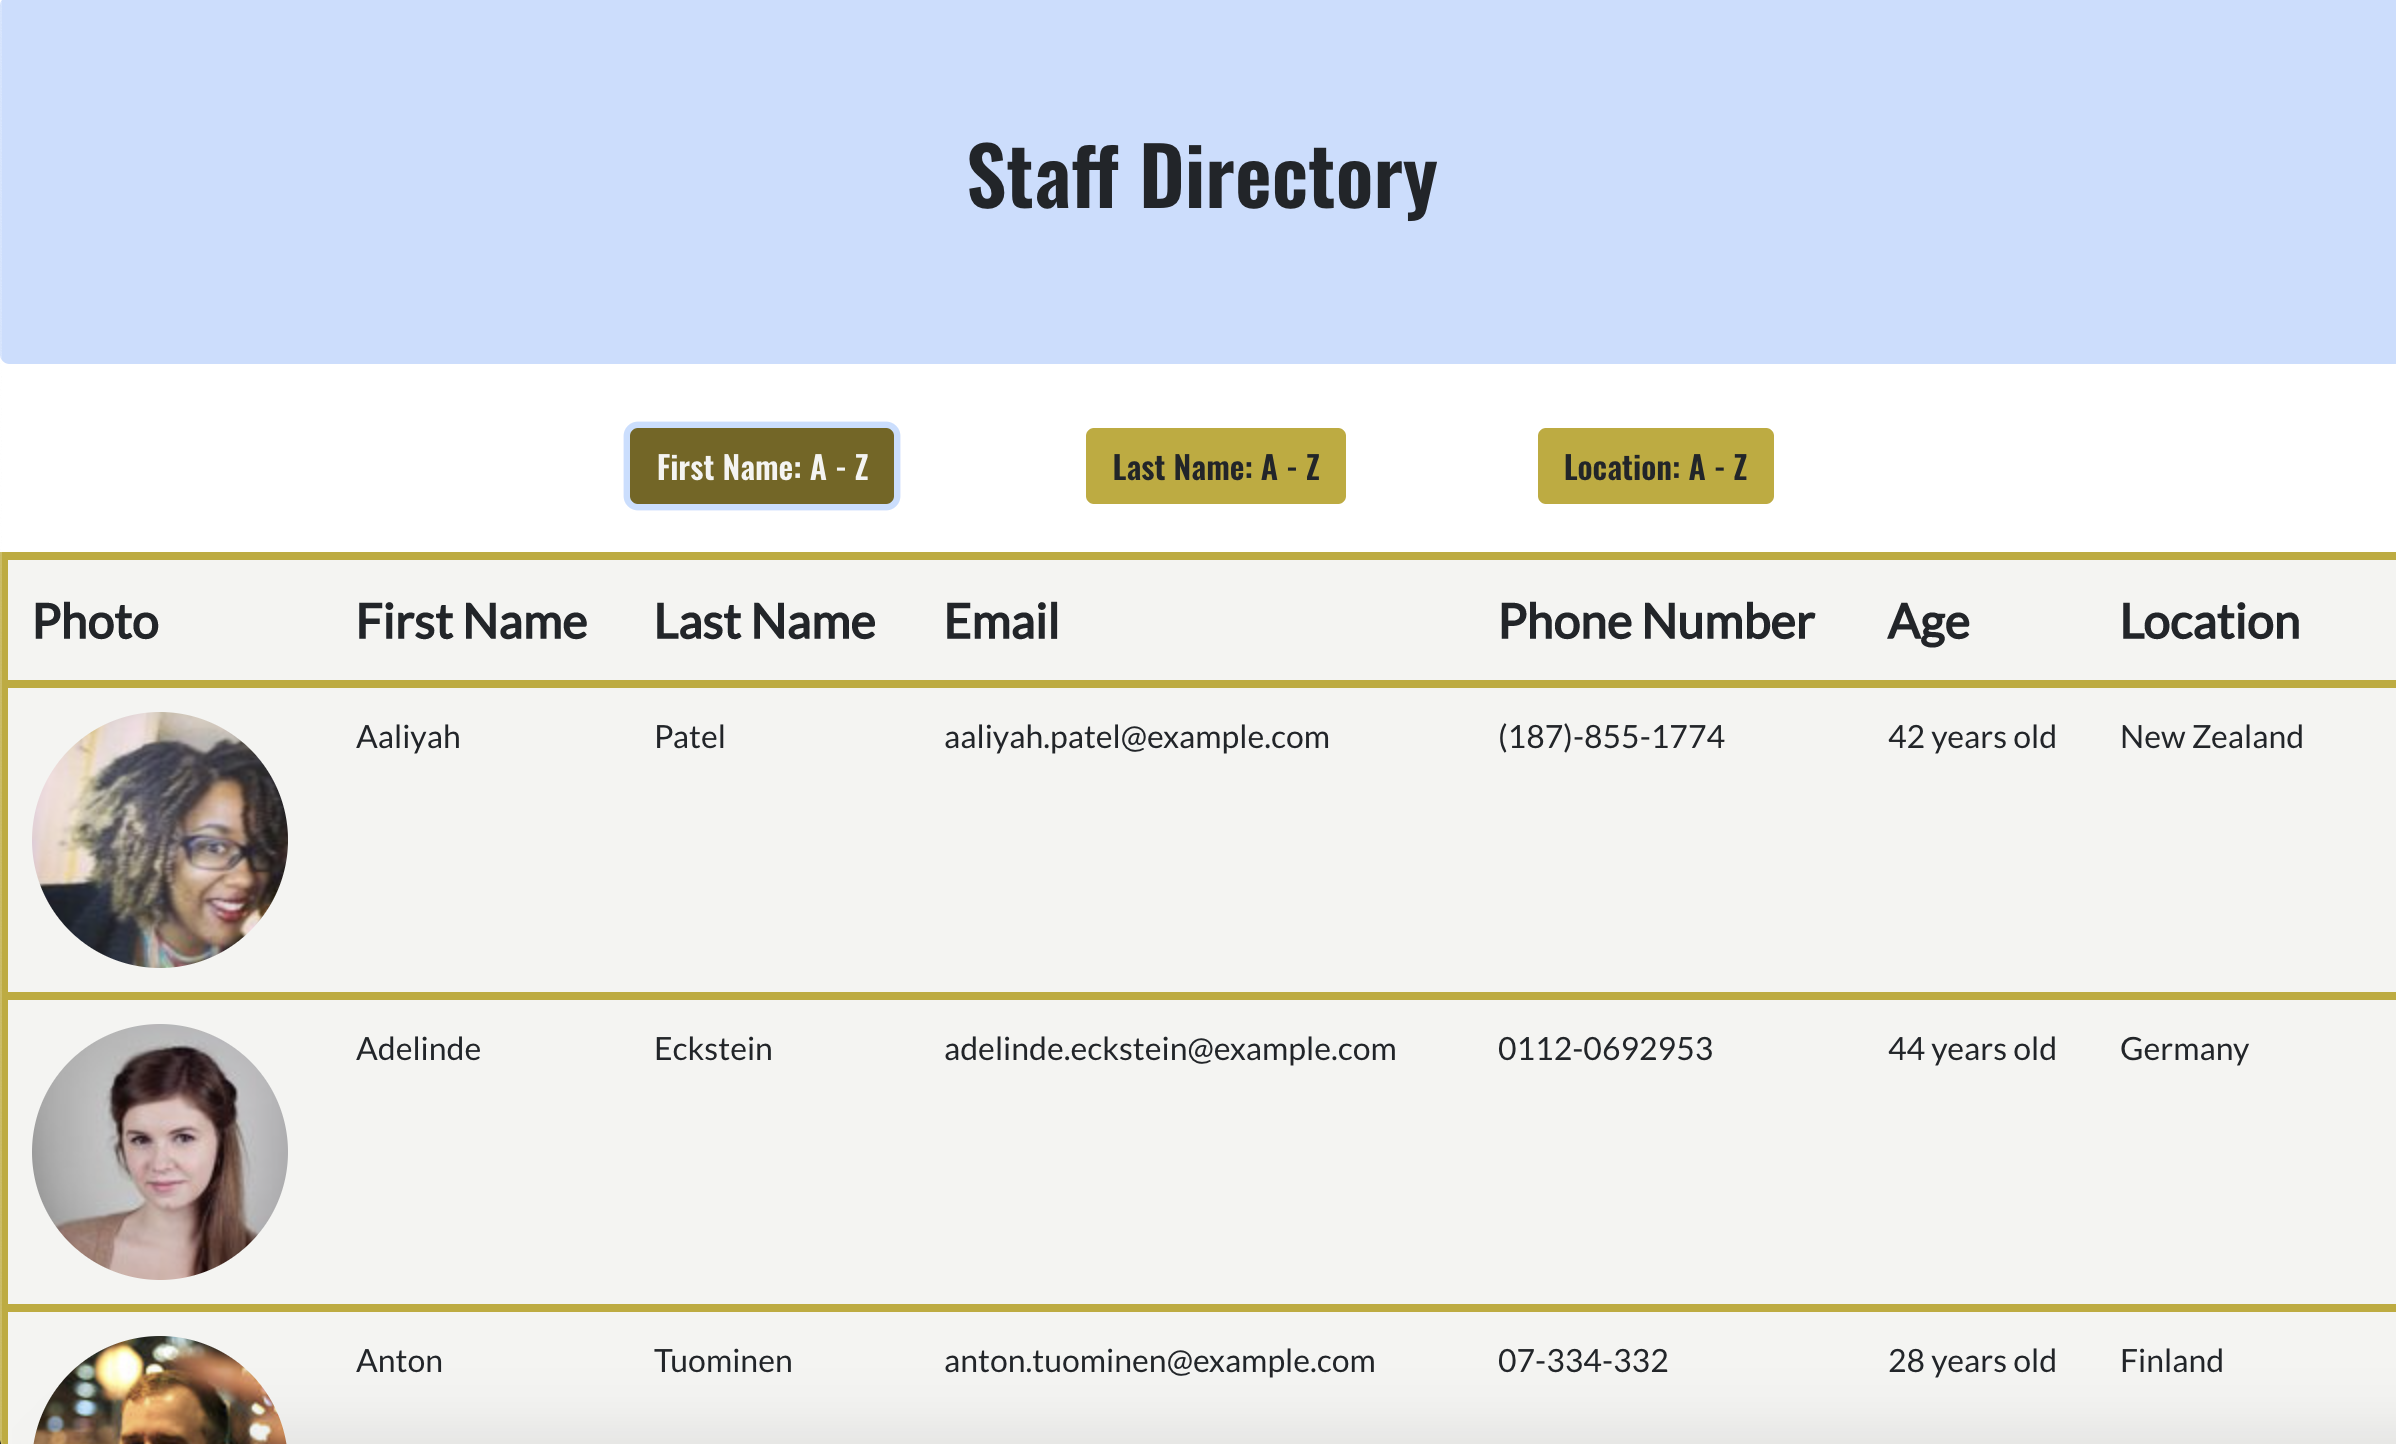 Staff Directory
First Name: A - Z Last Name: A - Z Location: A - Z
Photo First Name Last Name Email Phone Number Age Location
Aaliyah Patel aaliyah.patel@example.com (187)-855-1774 42 years old New Zealand
Adelinde Eckstein adelinde.eckstein@example.com 0112-0692953 44 years old Germany
Anton Tuominen anton.tuominen@example.com 07-334-332 28 years old Finland